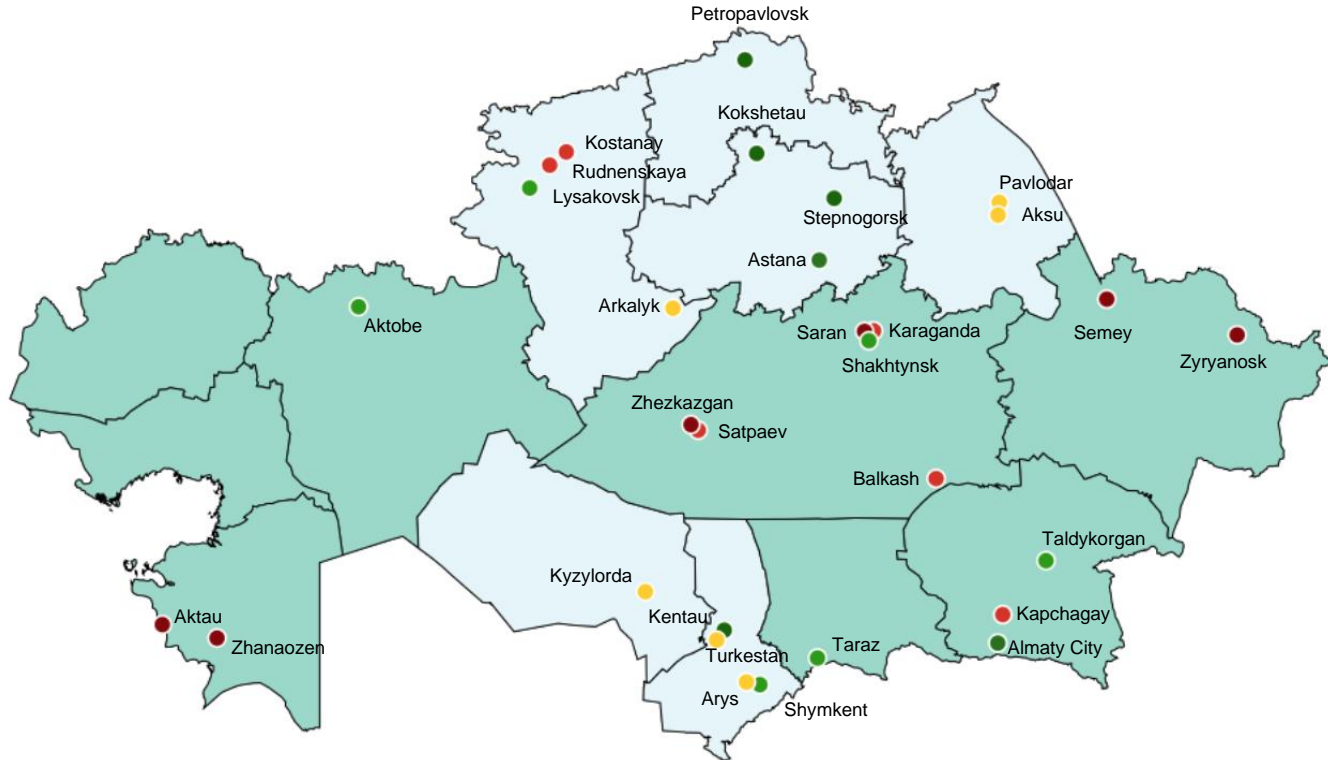 Petropavlovsk
Kokshetau
Kostanay
Rudnenskaya
Lysakovsk
Pavlodar
Aksu
Stepnogorsk
Astana
Arkalyk
Aktobe
Semey
Saran
Karaganda
Zyryanosk
Shakhtynsk
Zhezkazgan
Satpaev
Balkash
Taldykorgan
Kyzylorda
Kentau
Aktau
Kapchagay
Zhanaozen
Turkestan
Taraz
Almaty City
Arys
Shymkent